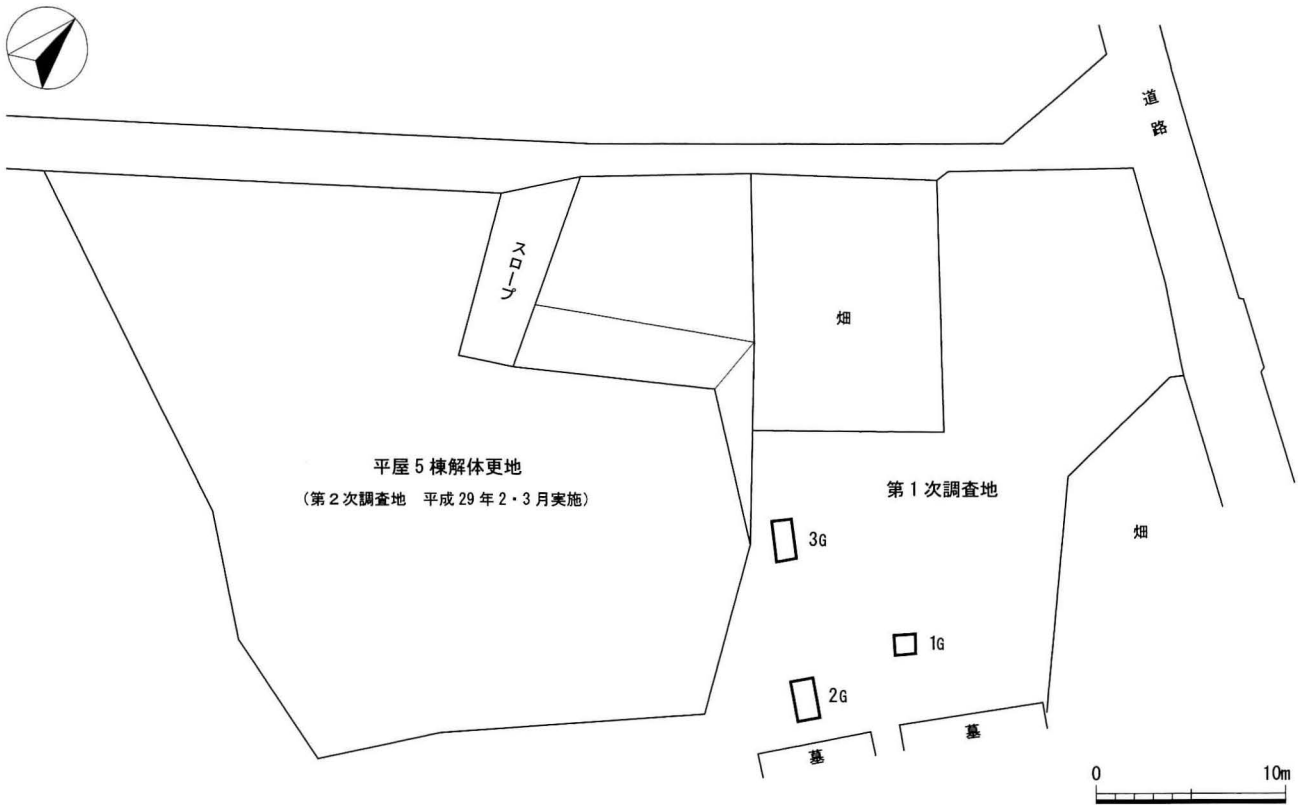 道路
スロープ
畑
平屋5棟解体更地
(第2次調査地 平成29年2・3月実施)
第1次調査地
畑
3G
1G
2G
墓
墓
0 10m